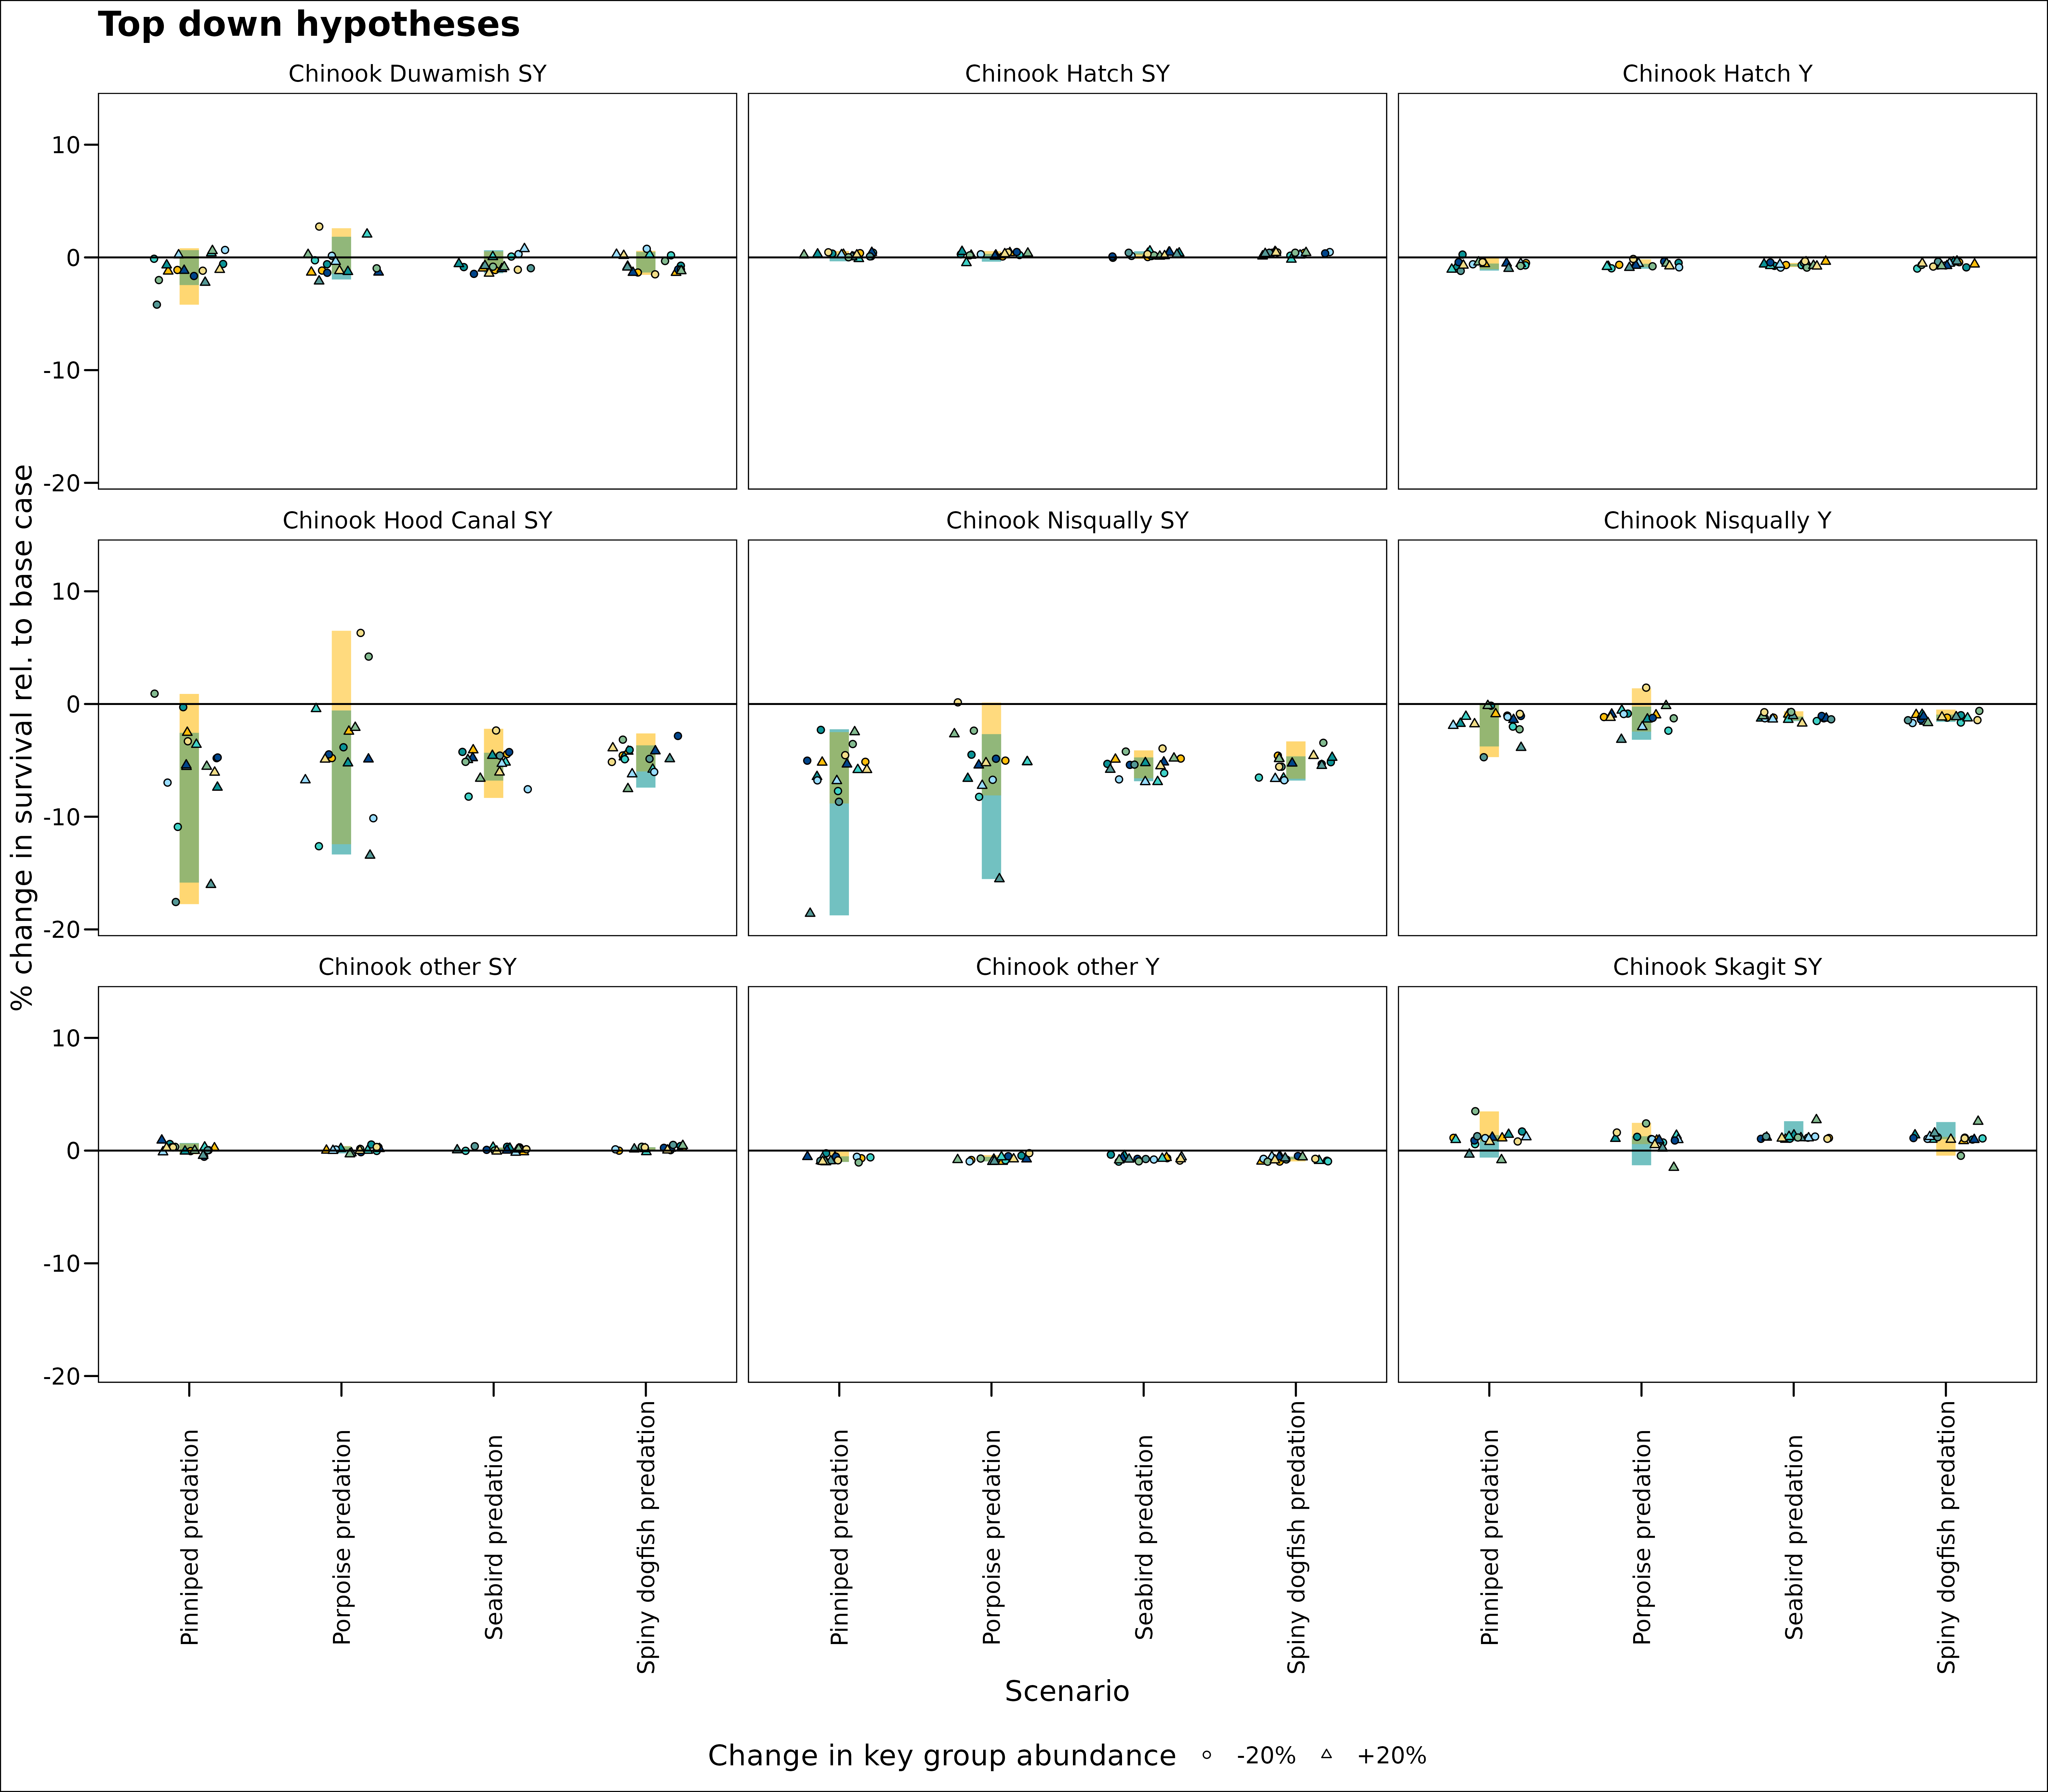 Top down hypotheses
Chinook Duwamish SY
Chinook Hatch SY
Chinook Hatch Y
10
0
-10
-20
Chinook Hood Canal SY
Chinook Nisqually SY
Chinook Nisqually Y
10
0
-10
-20
% change in survival rel. to base case
Chinook other SY
Chinook other Y
Chinook Skagit SY
10
0
-10
-20
Pinniped predation
Porpoise predation
Seabird predation
Spiny dogfish predation
Pinniped predation
Porpoise predation
Seabird predation
Spiny dogfish predation
Pinniped predation
Porpoise predation
Seabird predation
Spiny dogfish predation
Scenario
Change in key group abundance -20% +20%